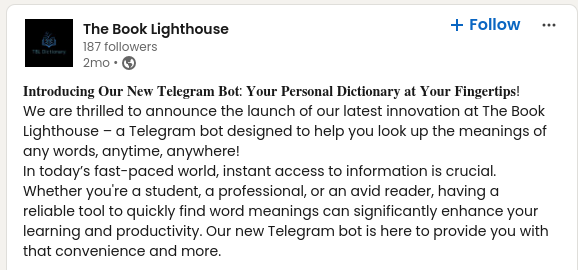 The Book Lighthouse
+ Follow
187 followers
2mo •
Introducing Our New Telegram Bot: Your Personal Dictionary at Your Fingertips!
We are thrilled to announce the launch of our latest innovation at The Book
Lighthouse – a Telegram bot designed to help you look up the meanings of
any words, anytime, anywhere!
In today’s fast-paced world, instant access to information is crucial.
Whether you're a student, a professional, or an avid reader, having a
reliable tool to quickly find word meanings can significantly enhance your
learning and productivity. Our new Telegram bot is here to provide you with
that convenience and more.